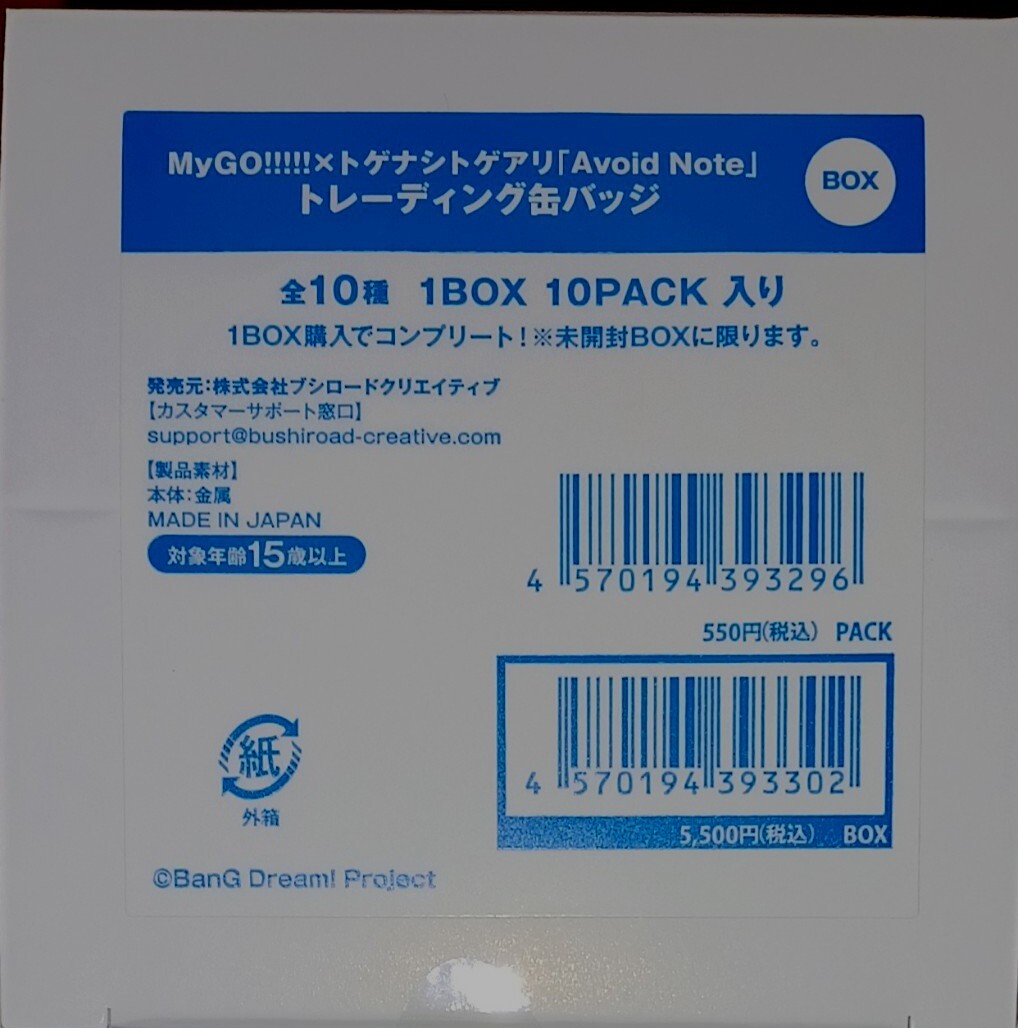 MyGO!!!!!×トゲナシトゲアリ「Avoid Note」
トレーディング缶バッジ
BOX
全10種 1BOX 10PACK 入り
1BOX購入でコンプリート!※未開封BOXに限ります。
発売元:株式会社ブシロードクリエイティブ
【カスタマーサポート窓口】
support@bushiroad-creative.com
【製品素材】
本体:金属
MADE IN JAPAN
対象年齢15歳以上
4 570194 393296
550円(税込) PACK
4 570194 393302
5,500円(税込) BOX
紙
外箱
©BanG Dream! Project